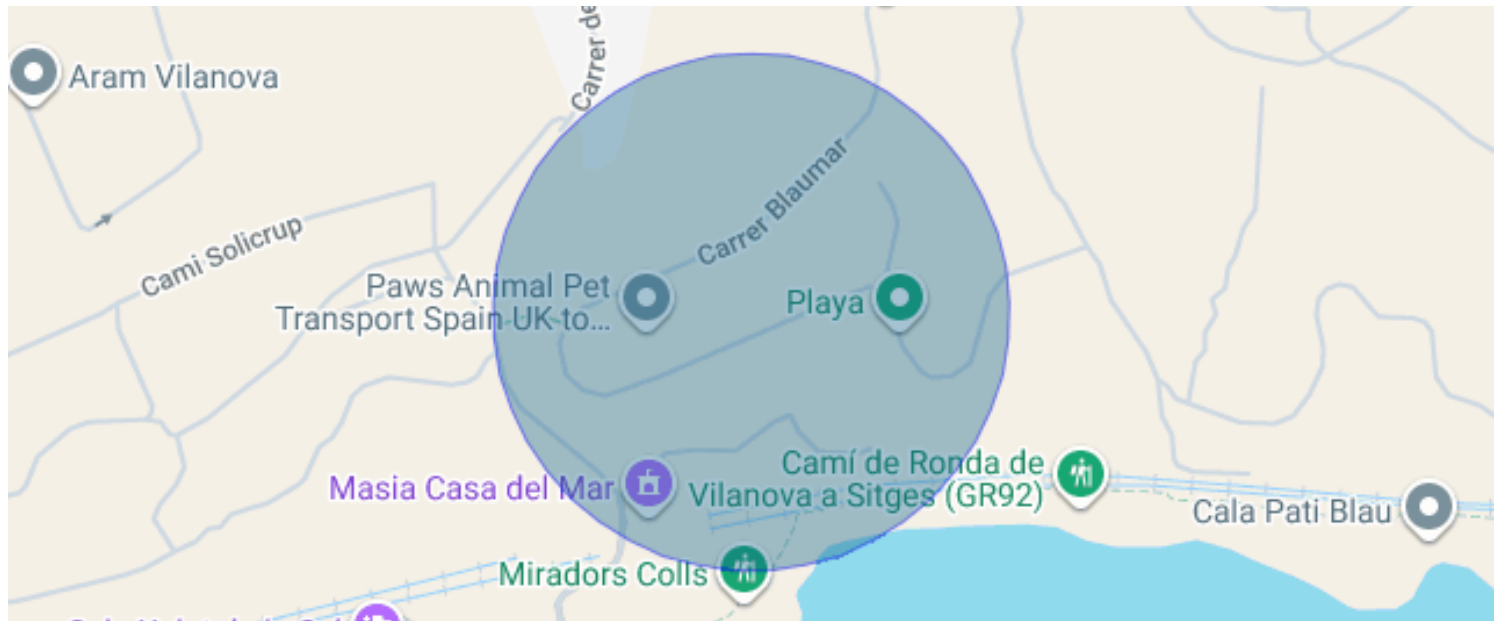 Carrer de
Aram Vilanova
Carrer Blaumar
Cami Solicrup
Paws Animal Pet
Transport Spain UK to...
Playa
Masia Casa del Mar
Camí de Ronda de
Vilanova a Sitges (GR92)
Cala Pati Blau
Miradors Colls